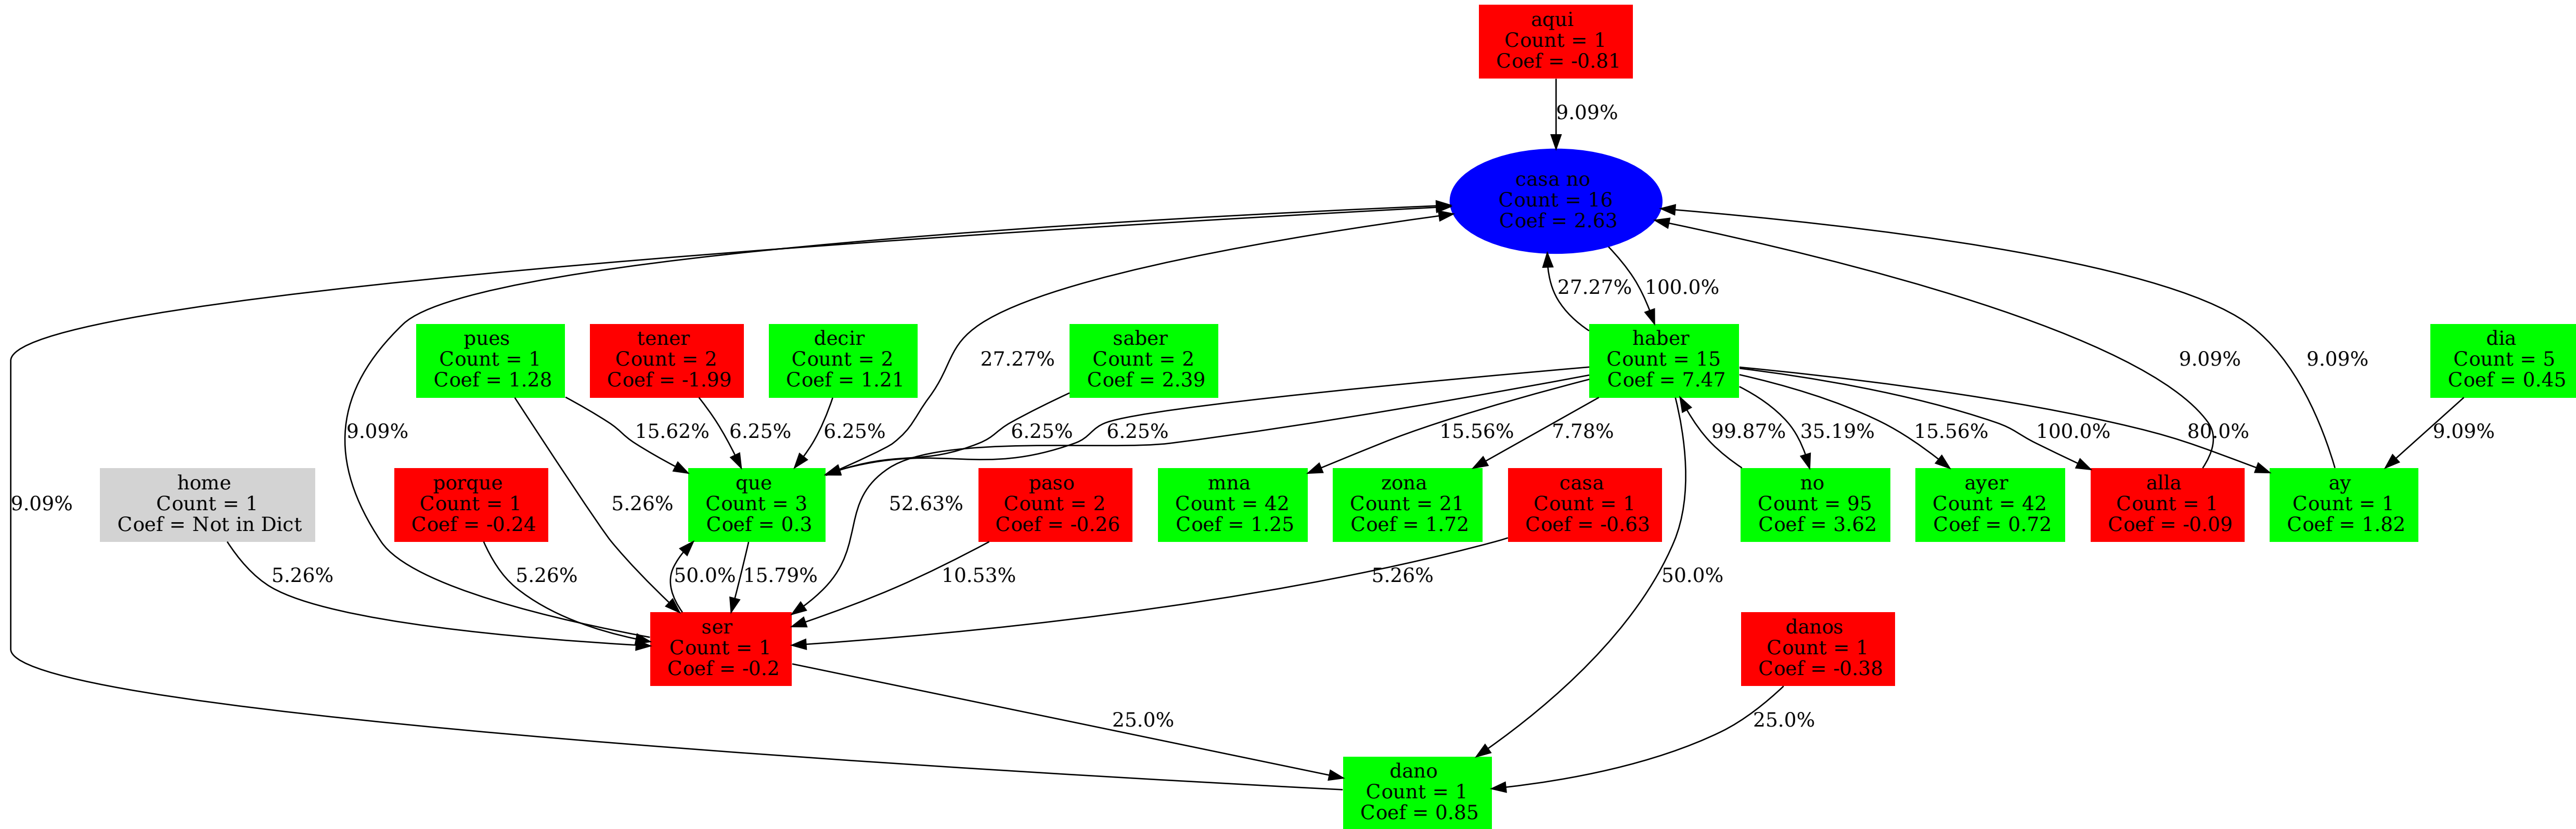 aqui
Count = 1
Coef = -0.81
9.09%
casa no
Count = 16
Coef = 2.63
27.27%
100.0%
pues
Count = 1
Coef = 1.28
tener
Count = 2
Coef = -1.99
decir
Count = 2
Coef = 1.21
27.27%
saber
Count = 2
Coef = 2.39
haber
Count = 15
Coef = 7.47
9.09%
9.09%
dia
Count = 5
Coef = 0.45
9.09%
15.62%
6.25%
6.25%
6.25%
6.25%
15.56%
7.78%
99.87%
35.19%
15.56%
100.0%
80.0%
9.09%
9.09%
home
Count = 1
Coef = Not in Dict
porque
Count = 1
Coef = -0.24
5.26%
que
Count = 3
Coef = 0.3
52.63%
paso
Count = 2
Coef = -0.26
mna
Count = 42
Coef = 1.25
zona
Count = 21
Coef = 1.72
casa
Count = 1
Coef = -0.63
no
Count = 95
Coef = 3.62
ayer
Count = 42
Coef = 0.72
alla
Count = 1
Coef = -0.09
ay
Count = 1
Coef = 1.82
5.26%
5.26%
50.0%
15.79%
10.53%
5.26%
50.0%
ser
Count = 1
Coef = -0.2
danos
Count = 1
Coef = -0.38
25.0%
25.0%
dano
Count = 1
Coef = 0.85